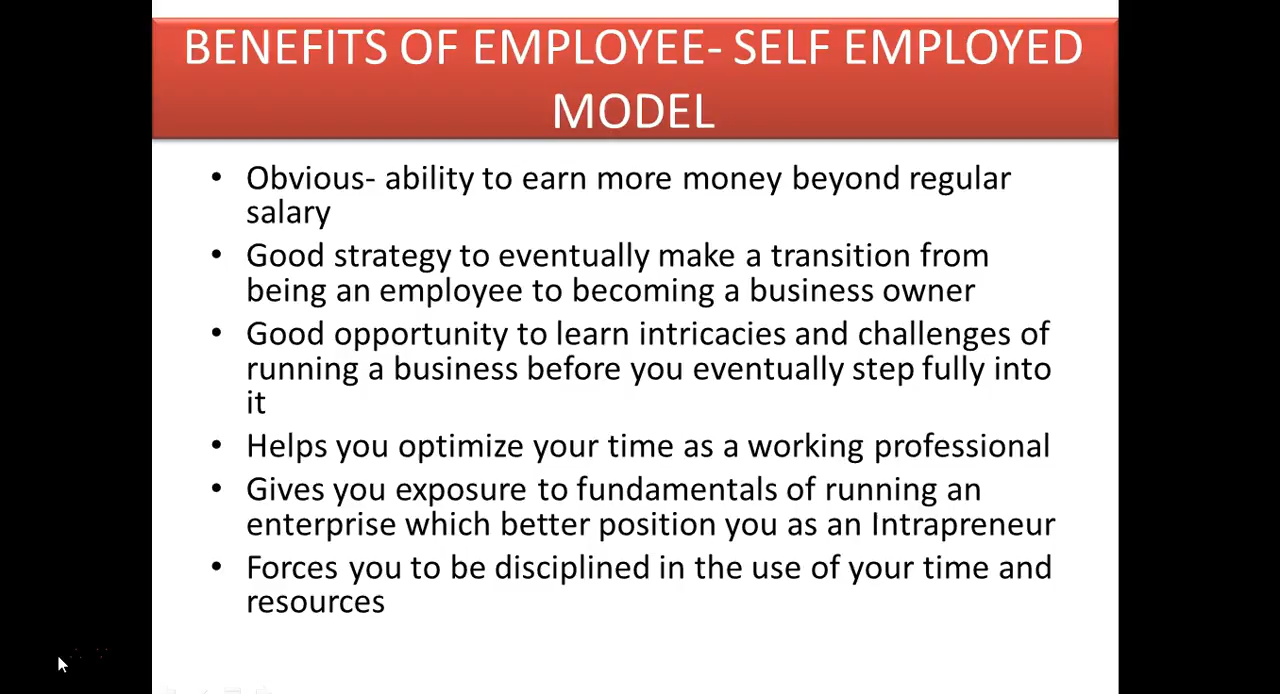 BENEFITS OF EMPLOYEE- SELF EMPLOYED
MODEL
• Obvious- ability to earn more money beyond regular
salary
• Good strategy to eventually make a transition from
being an employee to becoming a business owner
• Good opportunity to learn intricacies and challenges of
running a business before you eventually step fully into
it
• Helps you optimize your time as a working professional
• Gives you exposure to fundamentals of running an
enterprise which better position you as an Intrapreneur
• Forces you to be disciplined in the use of your time and
resources